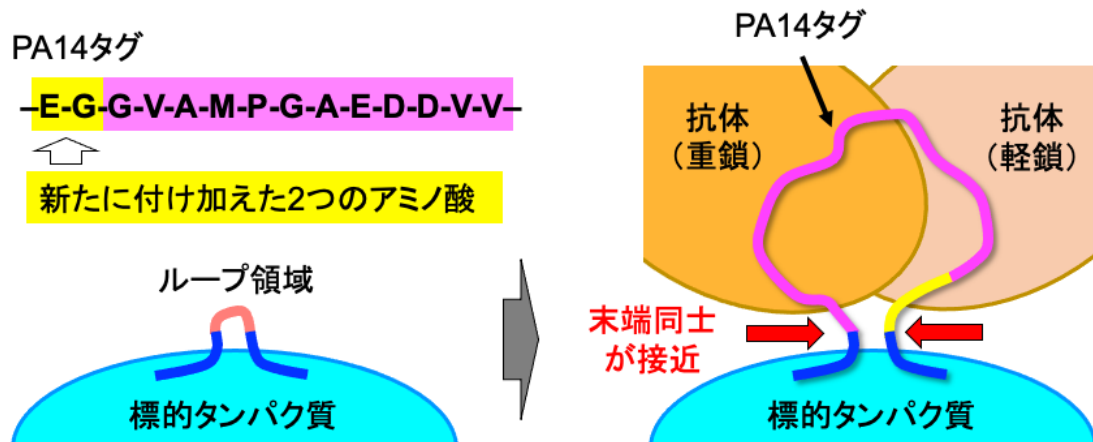 PA14タグ
–E-G-G-V-A-M-P-G-A-E-D-D-V-V–
新たに付け加えた2つのアミノ酸
ループ領域
標的タンパク質
PA14タグ
抗体
（重鎖）
抗体
（軽鎖）
末端同士
が接近
標的タンパク質